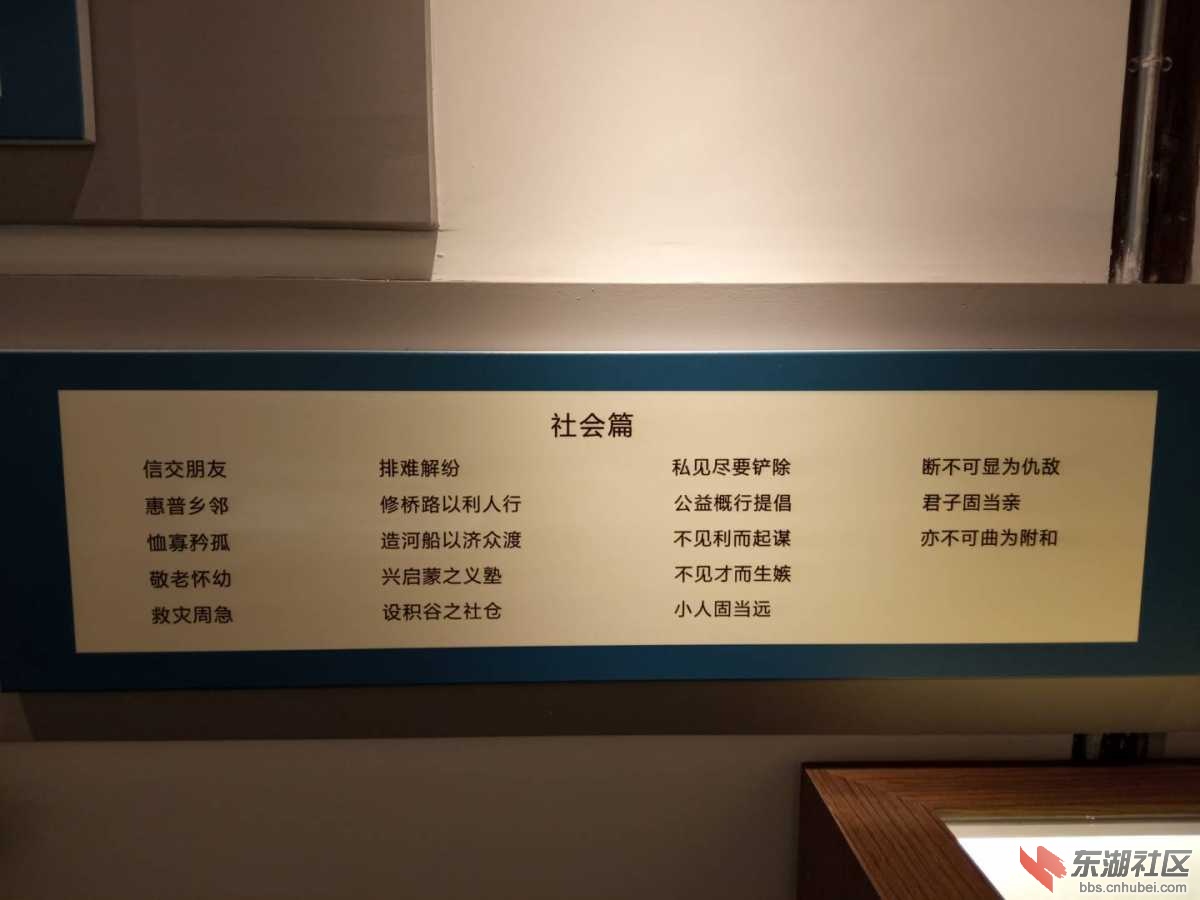 社会篇
信交朋友
惠普乡邻
恤寡矜孤
敬老怀幼
救灾周急
排难解纷
修桥路以利人行
造河船以济众渡
兴启蒙之义塾
设积谷之社仓
私见尽要铲除
公益概行提倡
不见利而起谋
不见才而生嫉
小人固当远
断不可显为仇敌
君子固当亲
亦不可曲为附和
东湖社区
bbs.cnhubei.com